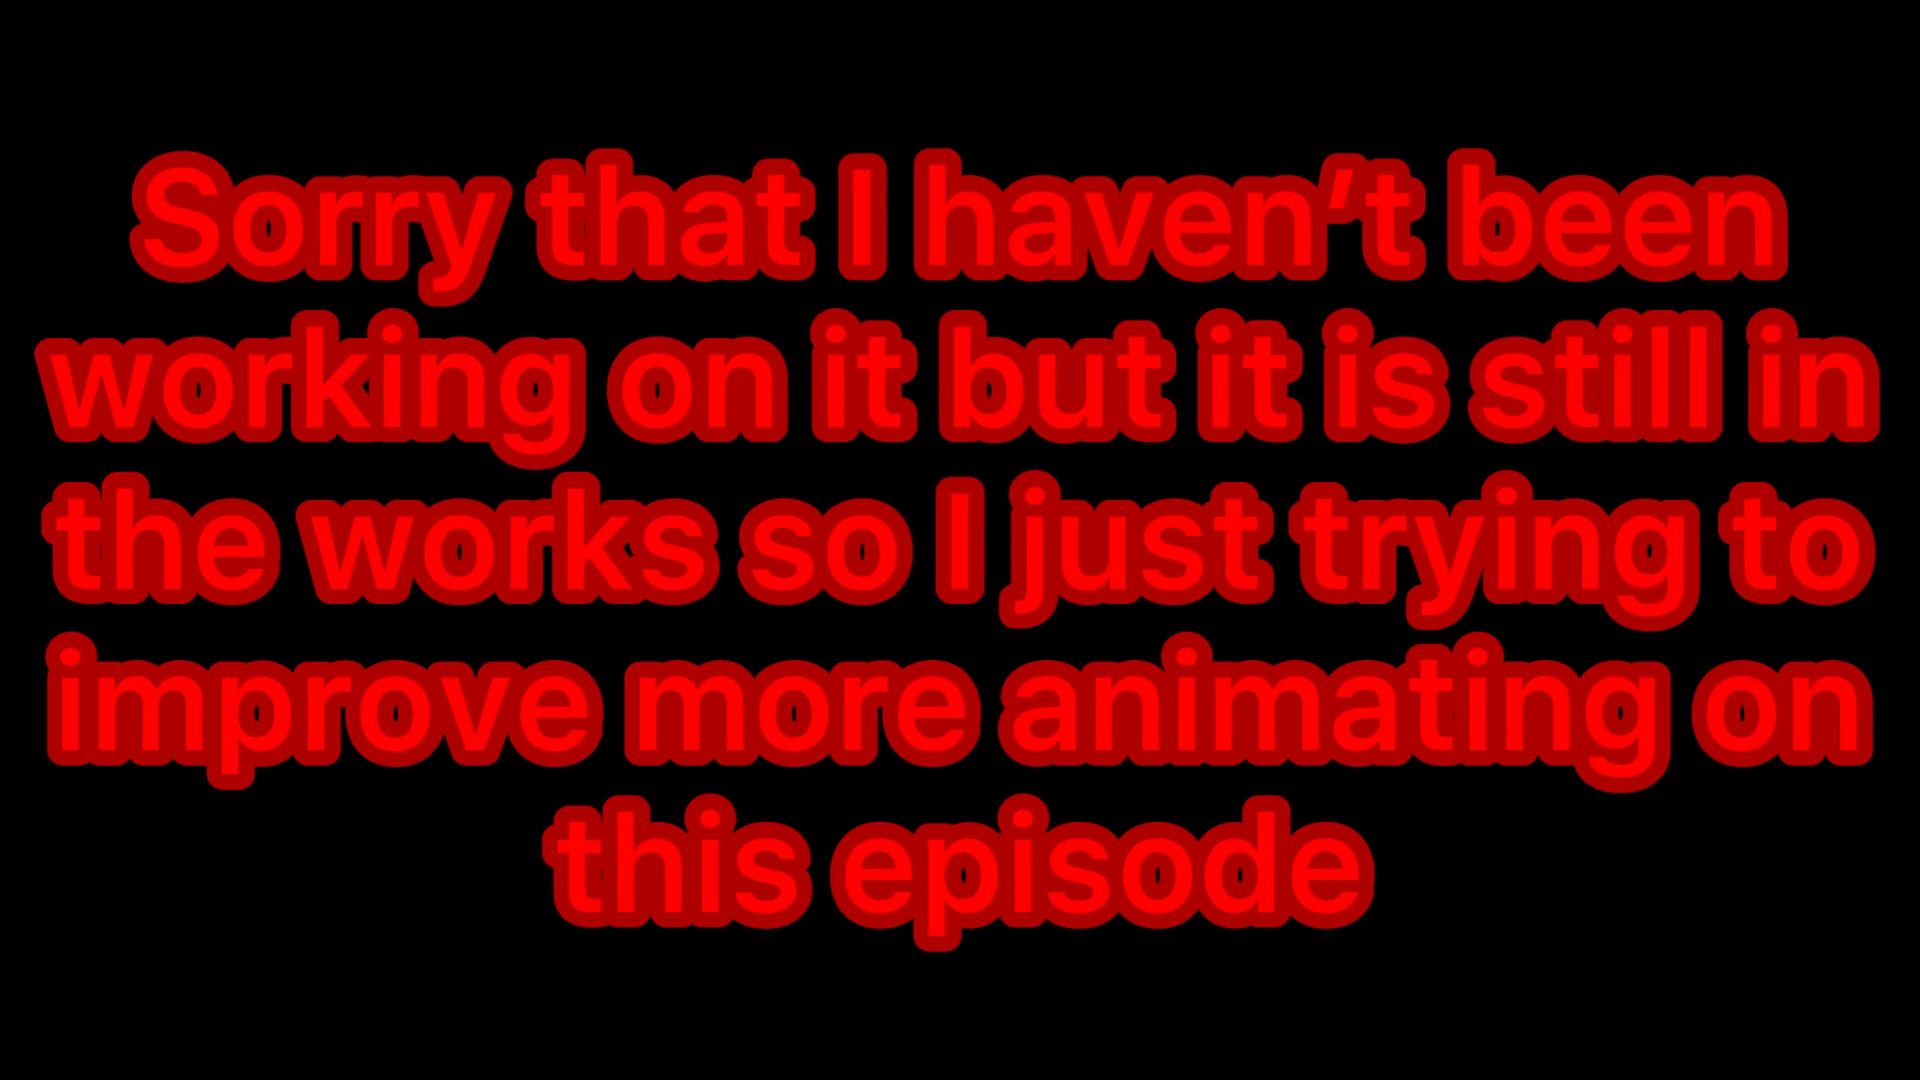 Sorry that I haven’t been
working on it but it is still in
the works so I just trying to
improve more animating on
this episode